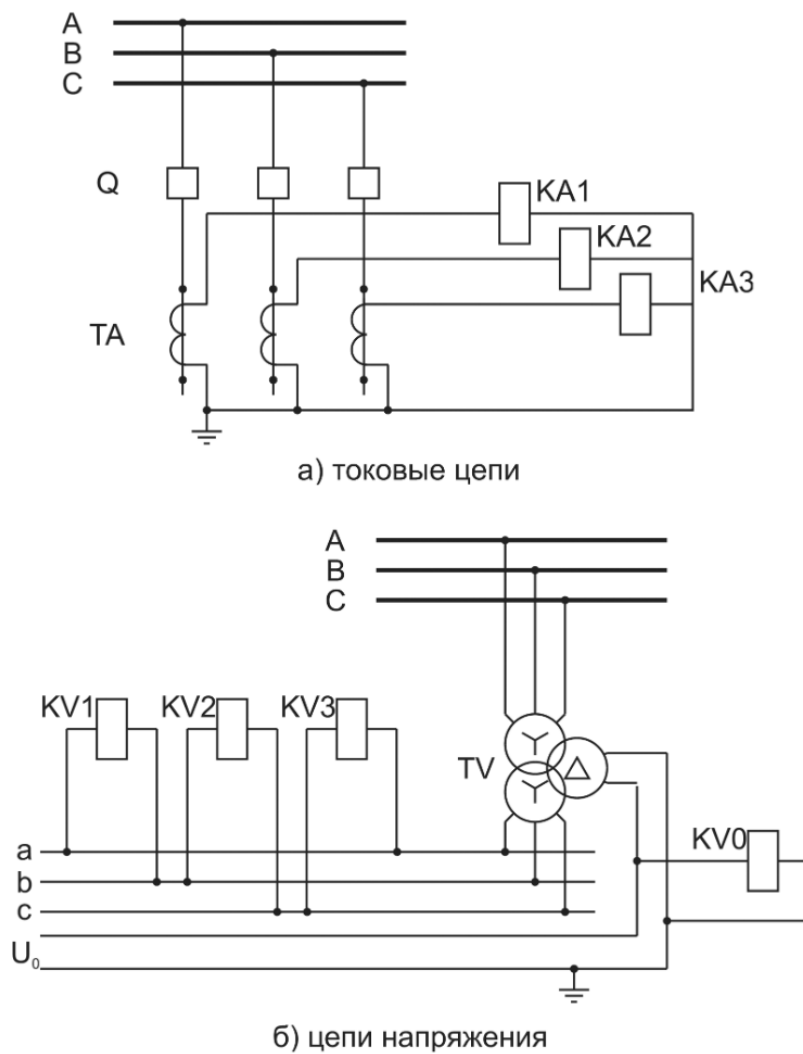 A
B
C
Q
KA1
KA2
KA3
TA
а) токовые цепи
A
B
C
KV1
KV2
KV3
TV
KV0
a
b
c
U₀
б) цепи напряжения